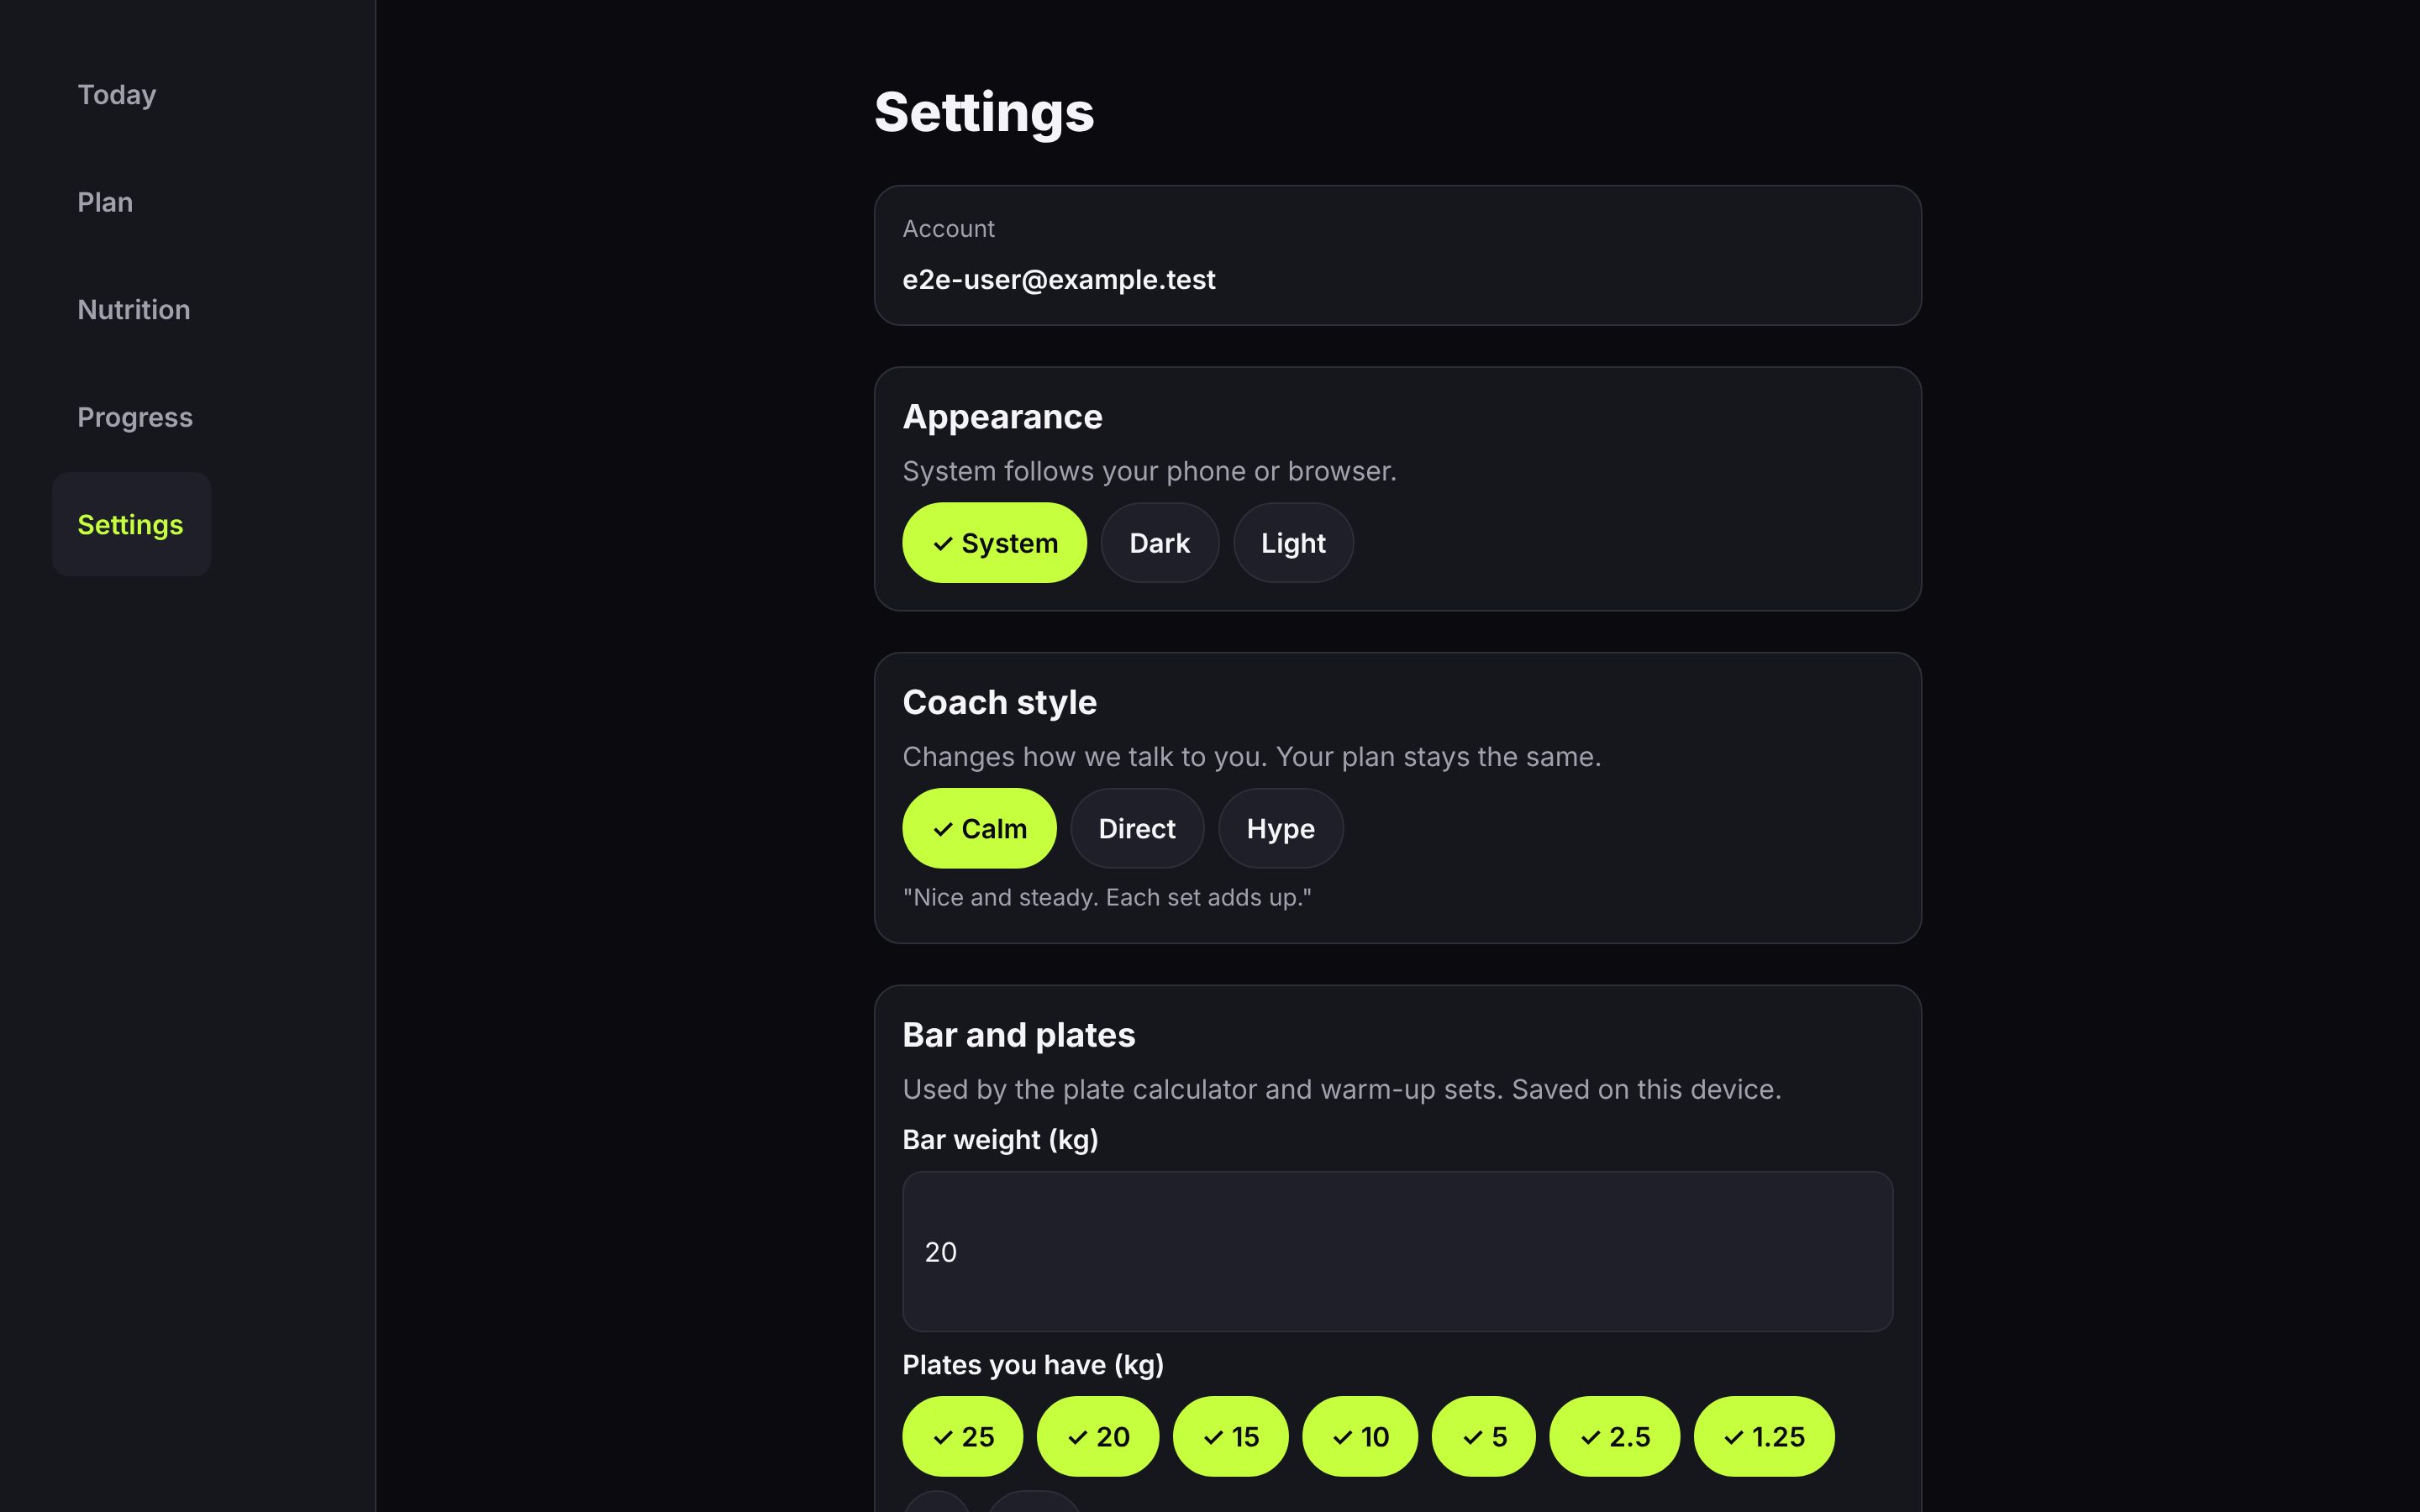 Today
Plan
Nutrition
Progress
Settings
Settings
Account
e2e-user@example.test
Appearance
System follows your phone or browser.
✓ System Dark Light
Coach style
Changes how we talk to you. Your plan stays the same.
✓ Calm Direct Hype
"Nice and steady. Each set adds up."
Bar and plates
Used by the plate calculator and warm-up sets. Saved on this device.
Bar weight (kg)
20
Plates you have (kg)
✓ 25 ✓ 20 ✓ 15 ✓ 10 ✓ 5 ✓ 2.5 ✓ 1.25